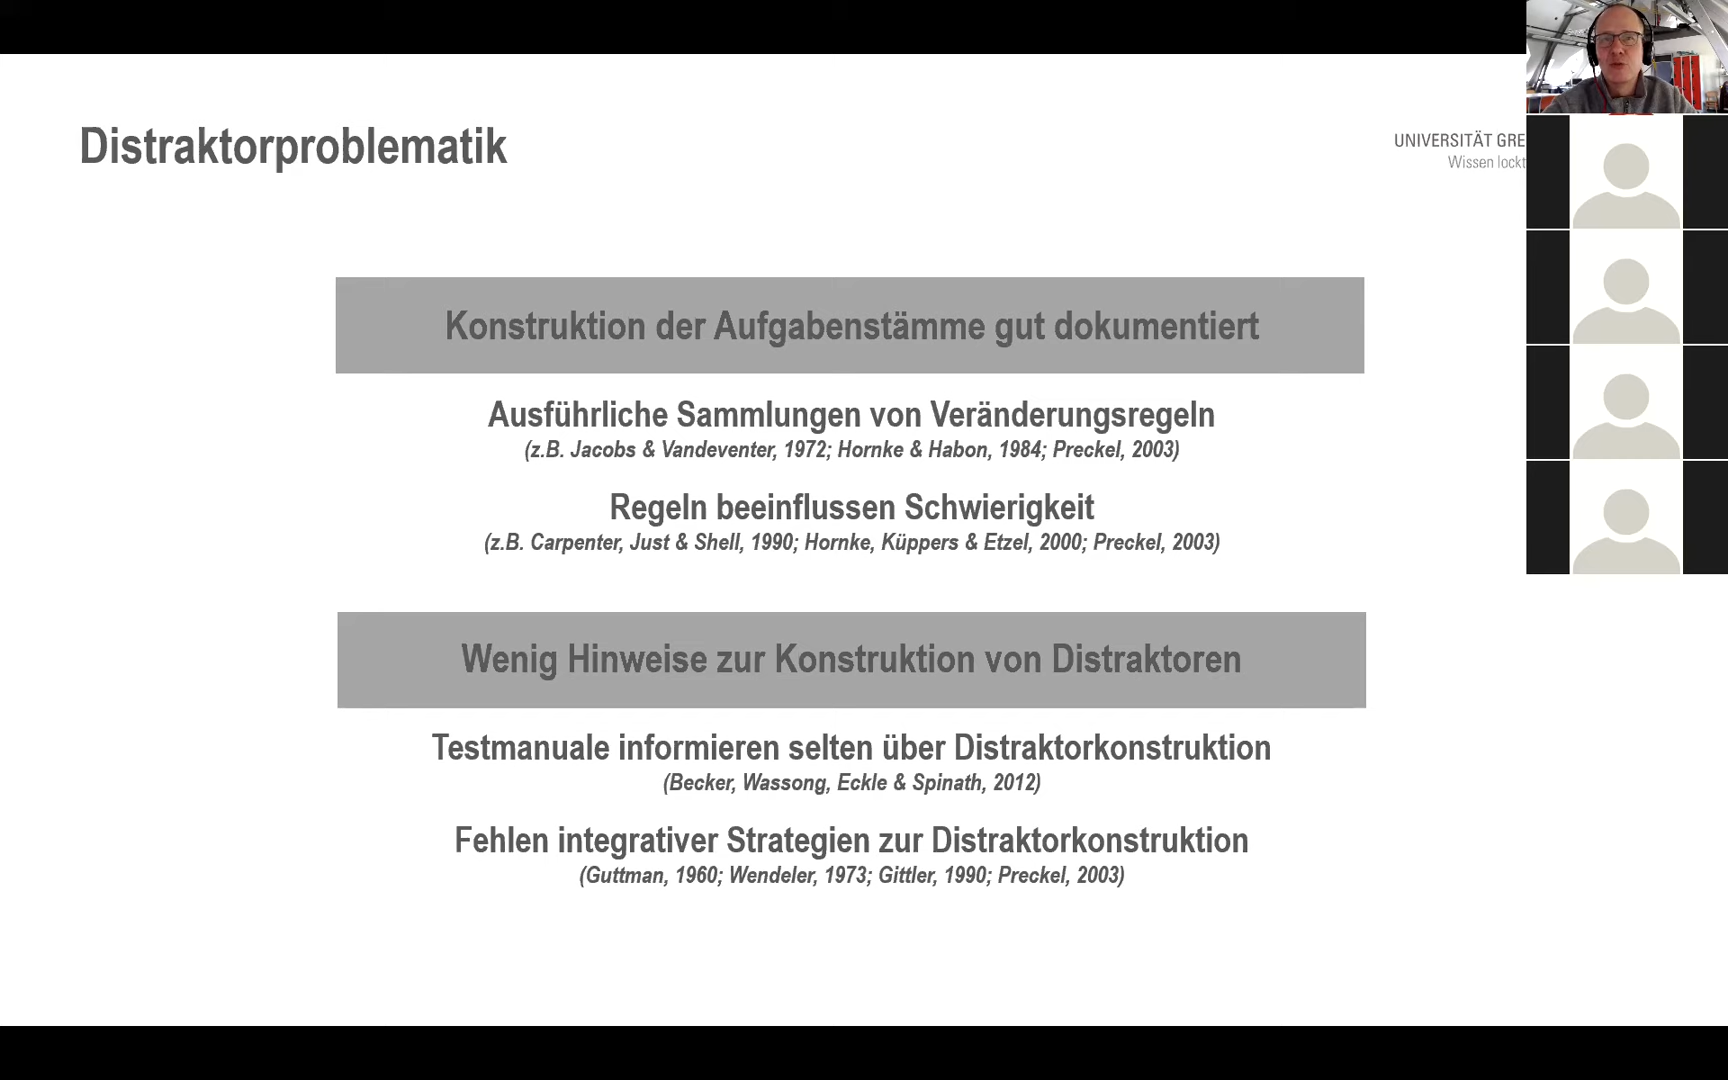 Distraktorproblematik
UNIVERSITÄT GRE
Wissen lockt
Konstruktion der Aufgabenstämme gut dokumentiert
Ausführliche Sammlungen von Veränderungsregeln
(z.B. Jacobs & Vandeventer, 1972; Hornke & Habon, 1984; Preckel, 2003)
Regeln beeinflussen Schwierigkeit
(z.B. Carpenter, Just & Shell, 1990; Hornke, Küppers & Etzel, 2000; Preckel, 2003)
Wenig Hinweise zur Konstruktion von Distraktoren
Testmanuale informieren selten über Distraktorkonstruktion
(Becker, Wassong, Eckle & Spinath, 2012)
Fehlen integrativer Strategien zur Distraktorkonstruktion
(Guttman, 1960; Wendeler, 1973; Gittler, 1990; Preckel, 2003)